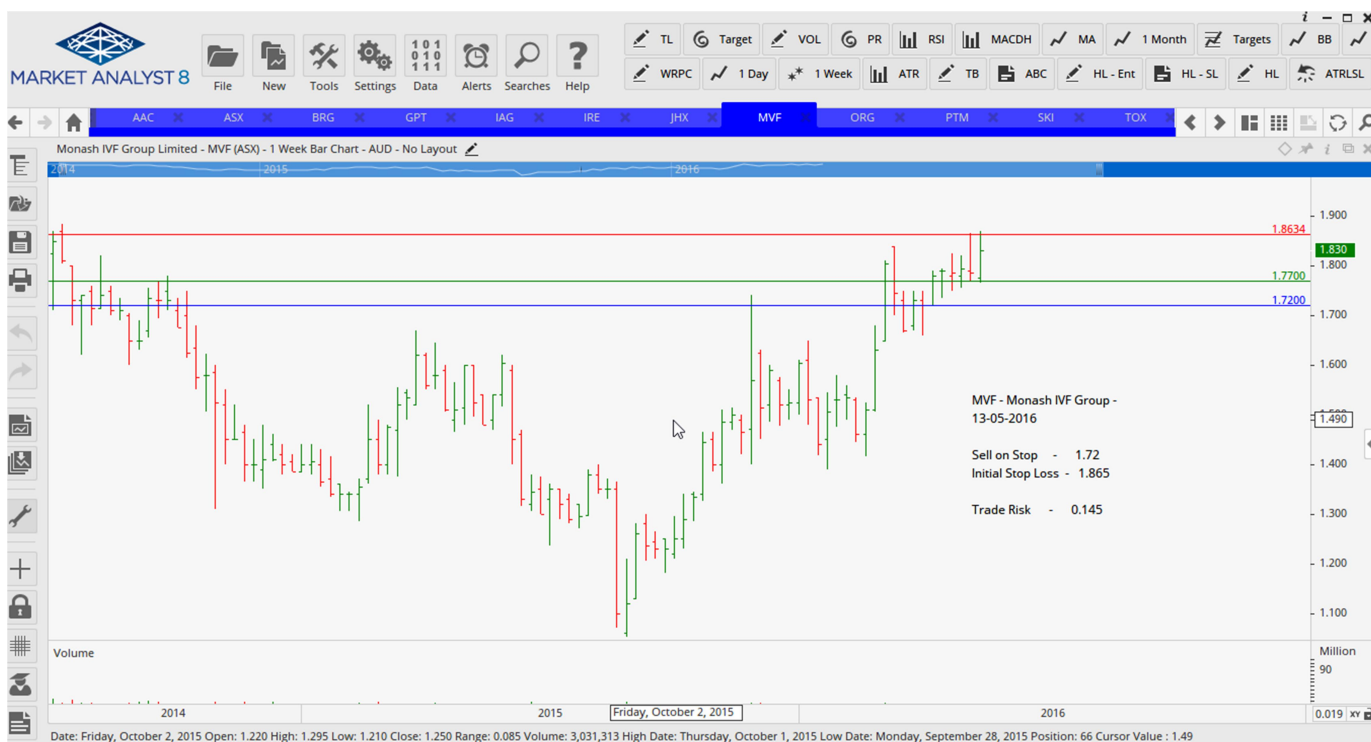 i
MARKET ANALYST 8
File New Tools Settings Data Alerts Searches Help
101
010
111
TL Target VOL PR RSI MACDH MA 1 Month Targets BB
WRPC 1 Day 1 Week ATR TB ABC HL - Ent HL - SL HL ATRLSL
AAC ASX BRG GPT IAG IRE JHX MVF ORG PTM SKI TOX
Monash IVF Group Limited - MVF (ASX) - 1 Week Bar Chart - AUD - No Layout
i
2014 2015 2016
1.900
1.8634
1.830
1.800
1.7700
1.7200
1.700
1.600
MVF - Monash IVF Group -
13-05-2016
1.490
Sell on Stop - 1.72
1.400
Initial Stop Loss - 1.865
Trade Risk - 0.145
1.300
1.200
1.100
Volume
Million
90
2014 2015 Friday, October 2, 2015 2016
0.019 XY
Date: Friday, October 2, 2015 Open: 1.220 High: 1.295 Low: 1.210 Close: 1.250 Range: 0.085 Volume: 3,031,313 High Date: Thursday, October 1, 2015 Low Date: Monday, September 28, 2015 Position: 66 Cursor Value : 1.49